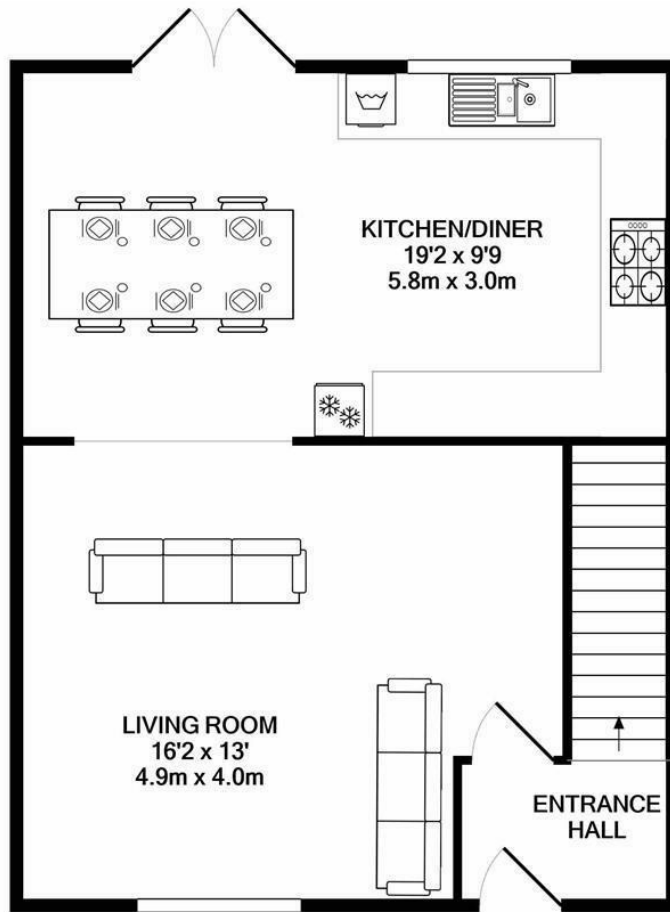 KITCHEN/DINER
19'2 x 9'9
5.8m x 3.0m
LIVING ROOM
16'2 x 13'
4.9m x 4.0m
ENTRANCE
HALL